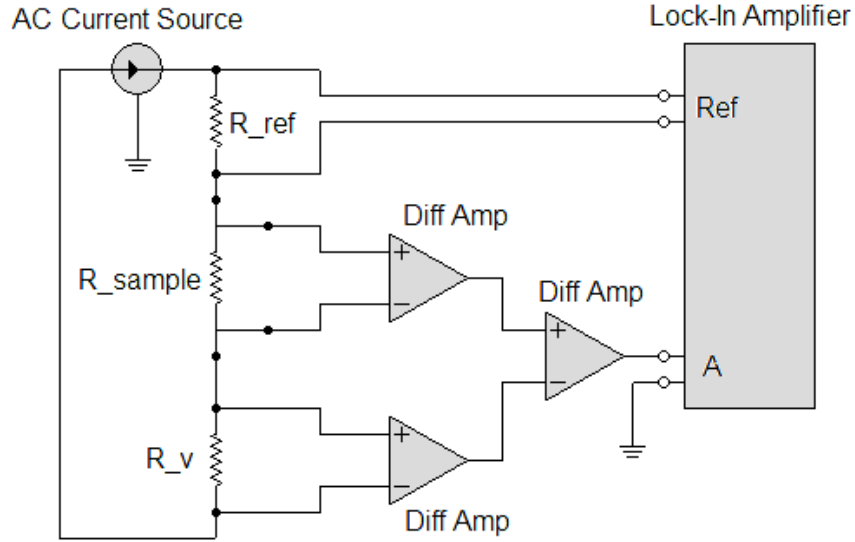 AC Current Source
Lock-In Amplifier
R_ref
Ref
Diff Amp
+
−
R_sample
Diff Amp
+
−
A
+
−
R_v
Diff Amp